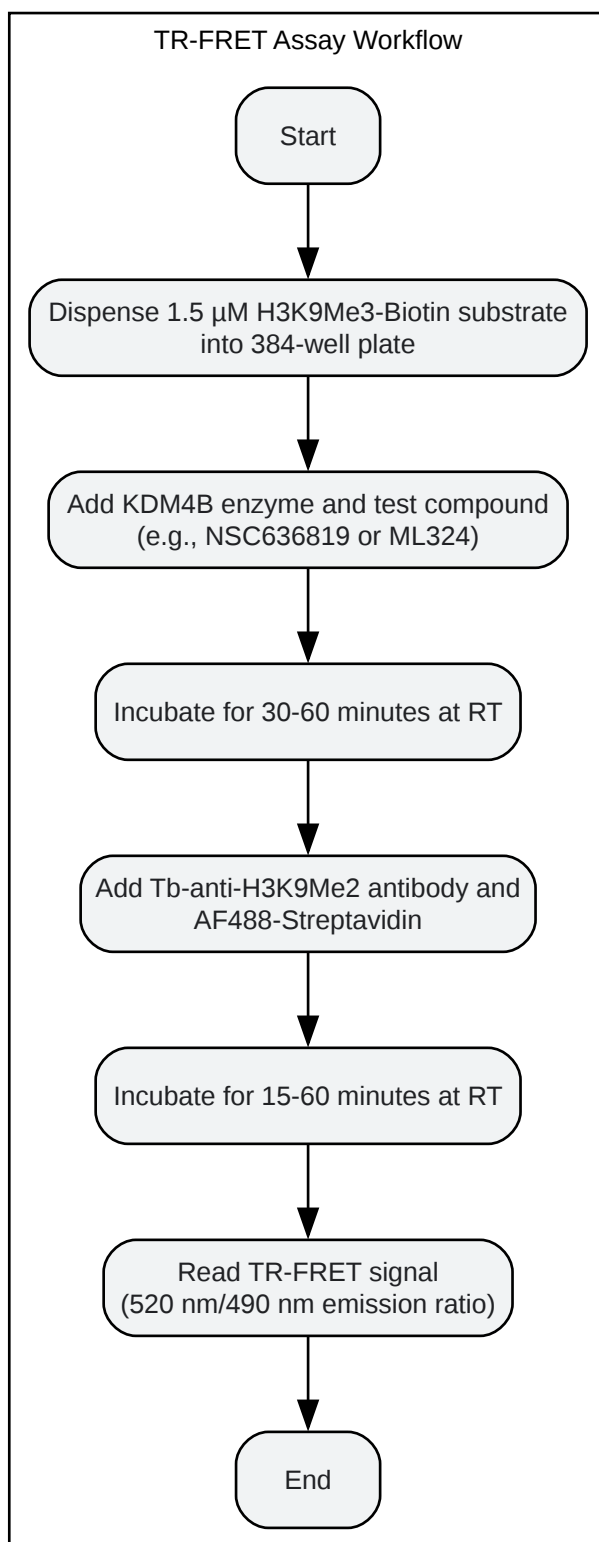 TR-FRET Assay Workflow
Start
Dispense 1.5 µM H3K9Me3-Biotin substrate
into 384-well plate
Add KDM4B enzyme and test compound
(e.g., NSC636819 or ML324)
Incubate for 30-60 minutes at RT
Add Tb-anti-H3K9Me2 antibody and
AF488-Streptavidin
Incubate for 15-60 minutes at RT
Read TR-FRET signal
(520 nm/490 nm emission ratio)
End